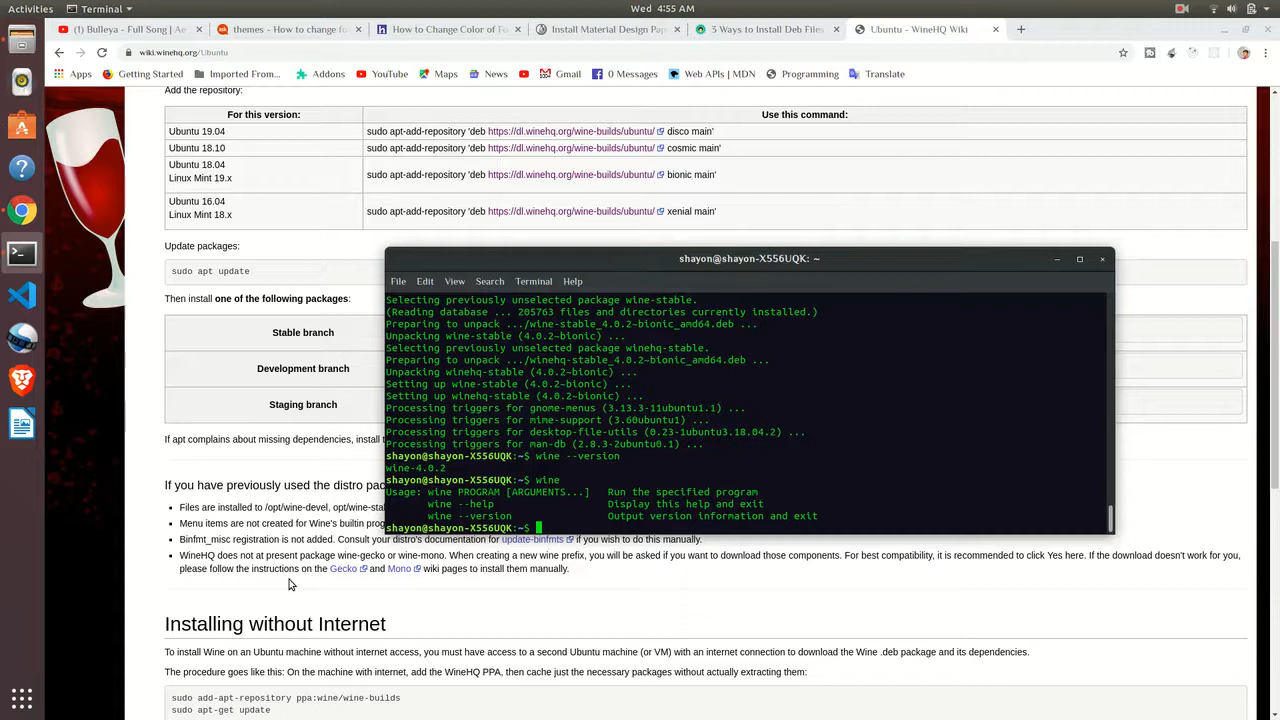 Activities
Terminal
Wed 4:55 AM
(1) Bulleya - Full Song | Ae
themes - How to change fo
How to Change Color of Fo
Install Material Design Pap
5 Ways to Install Deb Files
Ubuntu - WineHQ Wiki
wiki.winehq.org/Ubuntu
Apps
Getting Started
Imported From...
Addons
YouTube
Maps
News
Gmail
0 Messages
Web APIs | MDN
Programming
Translate
Add the repository:
For this version:
Use this command:
Ubuntu 19.04
sudo apt-add-repository 'deb https://dl.winehq.org/wine-builds/ubuntu/ disco main'
Ubuntu 18.10
sudo apt-add-repository 'deb https://dl.winehq.org/wine-builds/ubuntu/ cosmic main'
Ubuntu 18.04
Linux Mint 19.x
sudo apt-add-repository 'deb https://dl.winehq.org/wine-builds/ubuntu/ bionic main'
Ubuntu 16.04
Linux Mint 18.x
sudo apt-add-repository 'deb https://dl.winehq.org/wine-builds/ubuntu/ xenial main'
Update packages:
sudo apt update
Then install one of the following packages:
Stable branch
Development branch
Staging branch
If apt complains about missing dependencies, install t
shayon@shayon-X556UQK: ~
File Edit View Search Terminal Help
Selecting previously unselected package wine-stable.
(Reading database ... 205763 files and directories currently installed.)
Preparing to unpack .../wine-stable_4.0.2~bionic_amd64.deb ...
Unpacking wine-stable (4.0.2~bionic) ...
Selecting previously unselected package winehq-stable.
Preparing to unpack .../winehq-stable_4.0.2~bionic_amd64.deb ...
Unpacking winehq-stable (4.0.2~bionic) ...
Setting up wine-stable (4.0.2~bionic) ...
Setting up winehq-stable (4.0.2~bionic) ...
Processing triggers for gnome-menus (3.13.3-11ubuntu1.1) ...
Processing triggers for mime-support (3.60ubuntu1) ...
Processing triggers for desktop-file-utils (0.23-1ubuntu3.18.04.2) ...
Processing triggers for man-db (2.8.3-2ubuntu0.1) ...
shayon@shayon-X556UQK:~$ wine --version
wine-4.0.2
shayon@shayon-X556UQK:~$ wine
Usage: wine PROGRAM [ARGUMENTS...]   Run the specified program
wine --help   Display this help and exit
wine --version   Output version information and exit
shayon@shayon-X556UQK:~$
If you have previously used the distro pac
Files are installed to /opt/wine-devel, opt/wine-stal
Menu items are not created for Wine's builtin prog
Binfmt_misc registration is not added. Consult your distro's documentation for update-binfmts if you wish to do this manually.
WineHQ does not at present package wine-gecko or wine-mono. When creating a new wine prefix, you will be asked if you want to download those components. For best compatibility, it is recommended to click Yes here. If the download doesn't work for you,
please follow the instructions on the Gecko and Mono wiki pages to install them manually.
Installing without Internet
To install Wine on an Ubuntu machine without internet access, you must have access to a second Ubuntu machine (or VM) with an internet connection to download the Wine .deb package and its dependencies.
The procedure goes like this: On the machine with internet, add the WineHQ PPA, then cache just the necessary packages without actually extracting them:
sudo add-apt-repository ppa:wine/wine-builds
sudo apt-get update